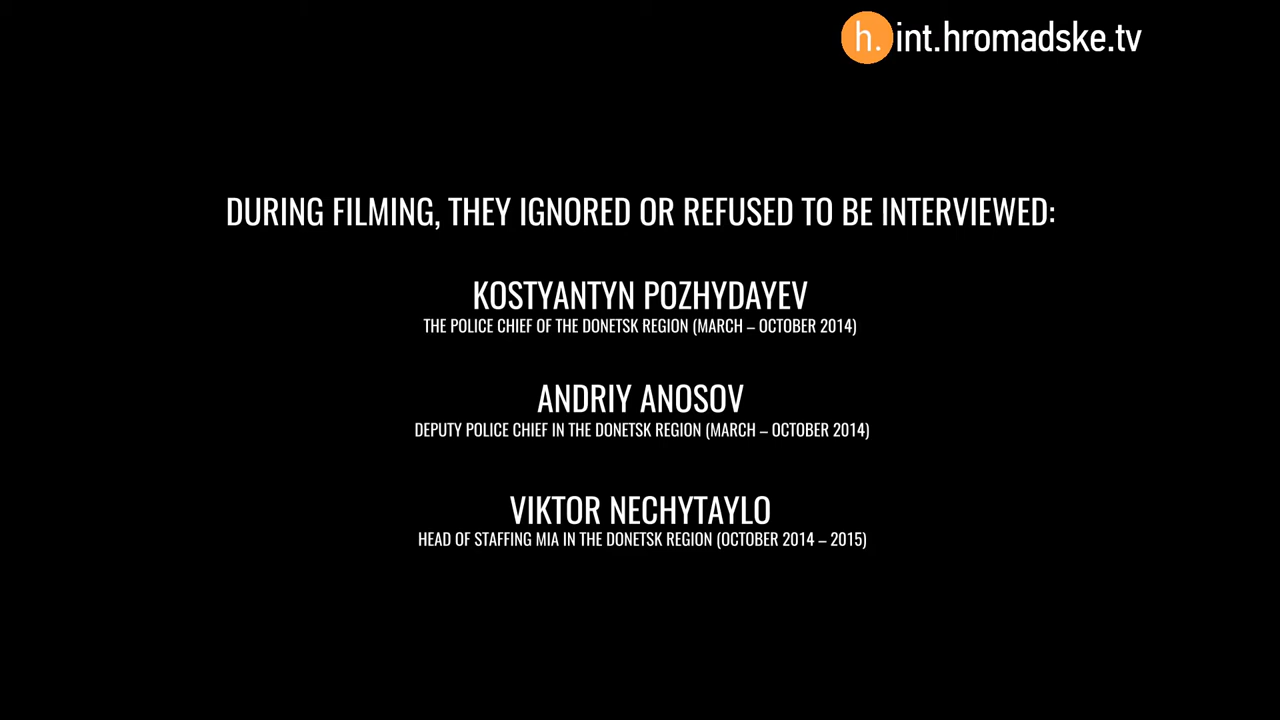 h. int.hromadske.tv
DURING FILMING, THEY IGNORED OR REFUSED TO BE INTERVIEWED:
KOSTYANTYN POZHYDAYEV
THE POLICE CHIEF OF THE DONETSK REGION (MARCH – OCTOBER 2014)
ANDRIY ANOSOV
DEPUTY POLICE CHIEF IN THE DONETSK REGION (MARCH – OCTOBER 2014)
VIKTOR NECHYTAYLO
HEAD OF STAFFING MIA IN THE DONETSK REGION (OCTOBER 2014 – 2015)